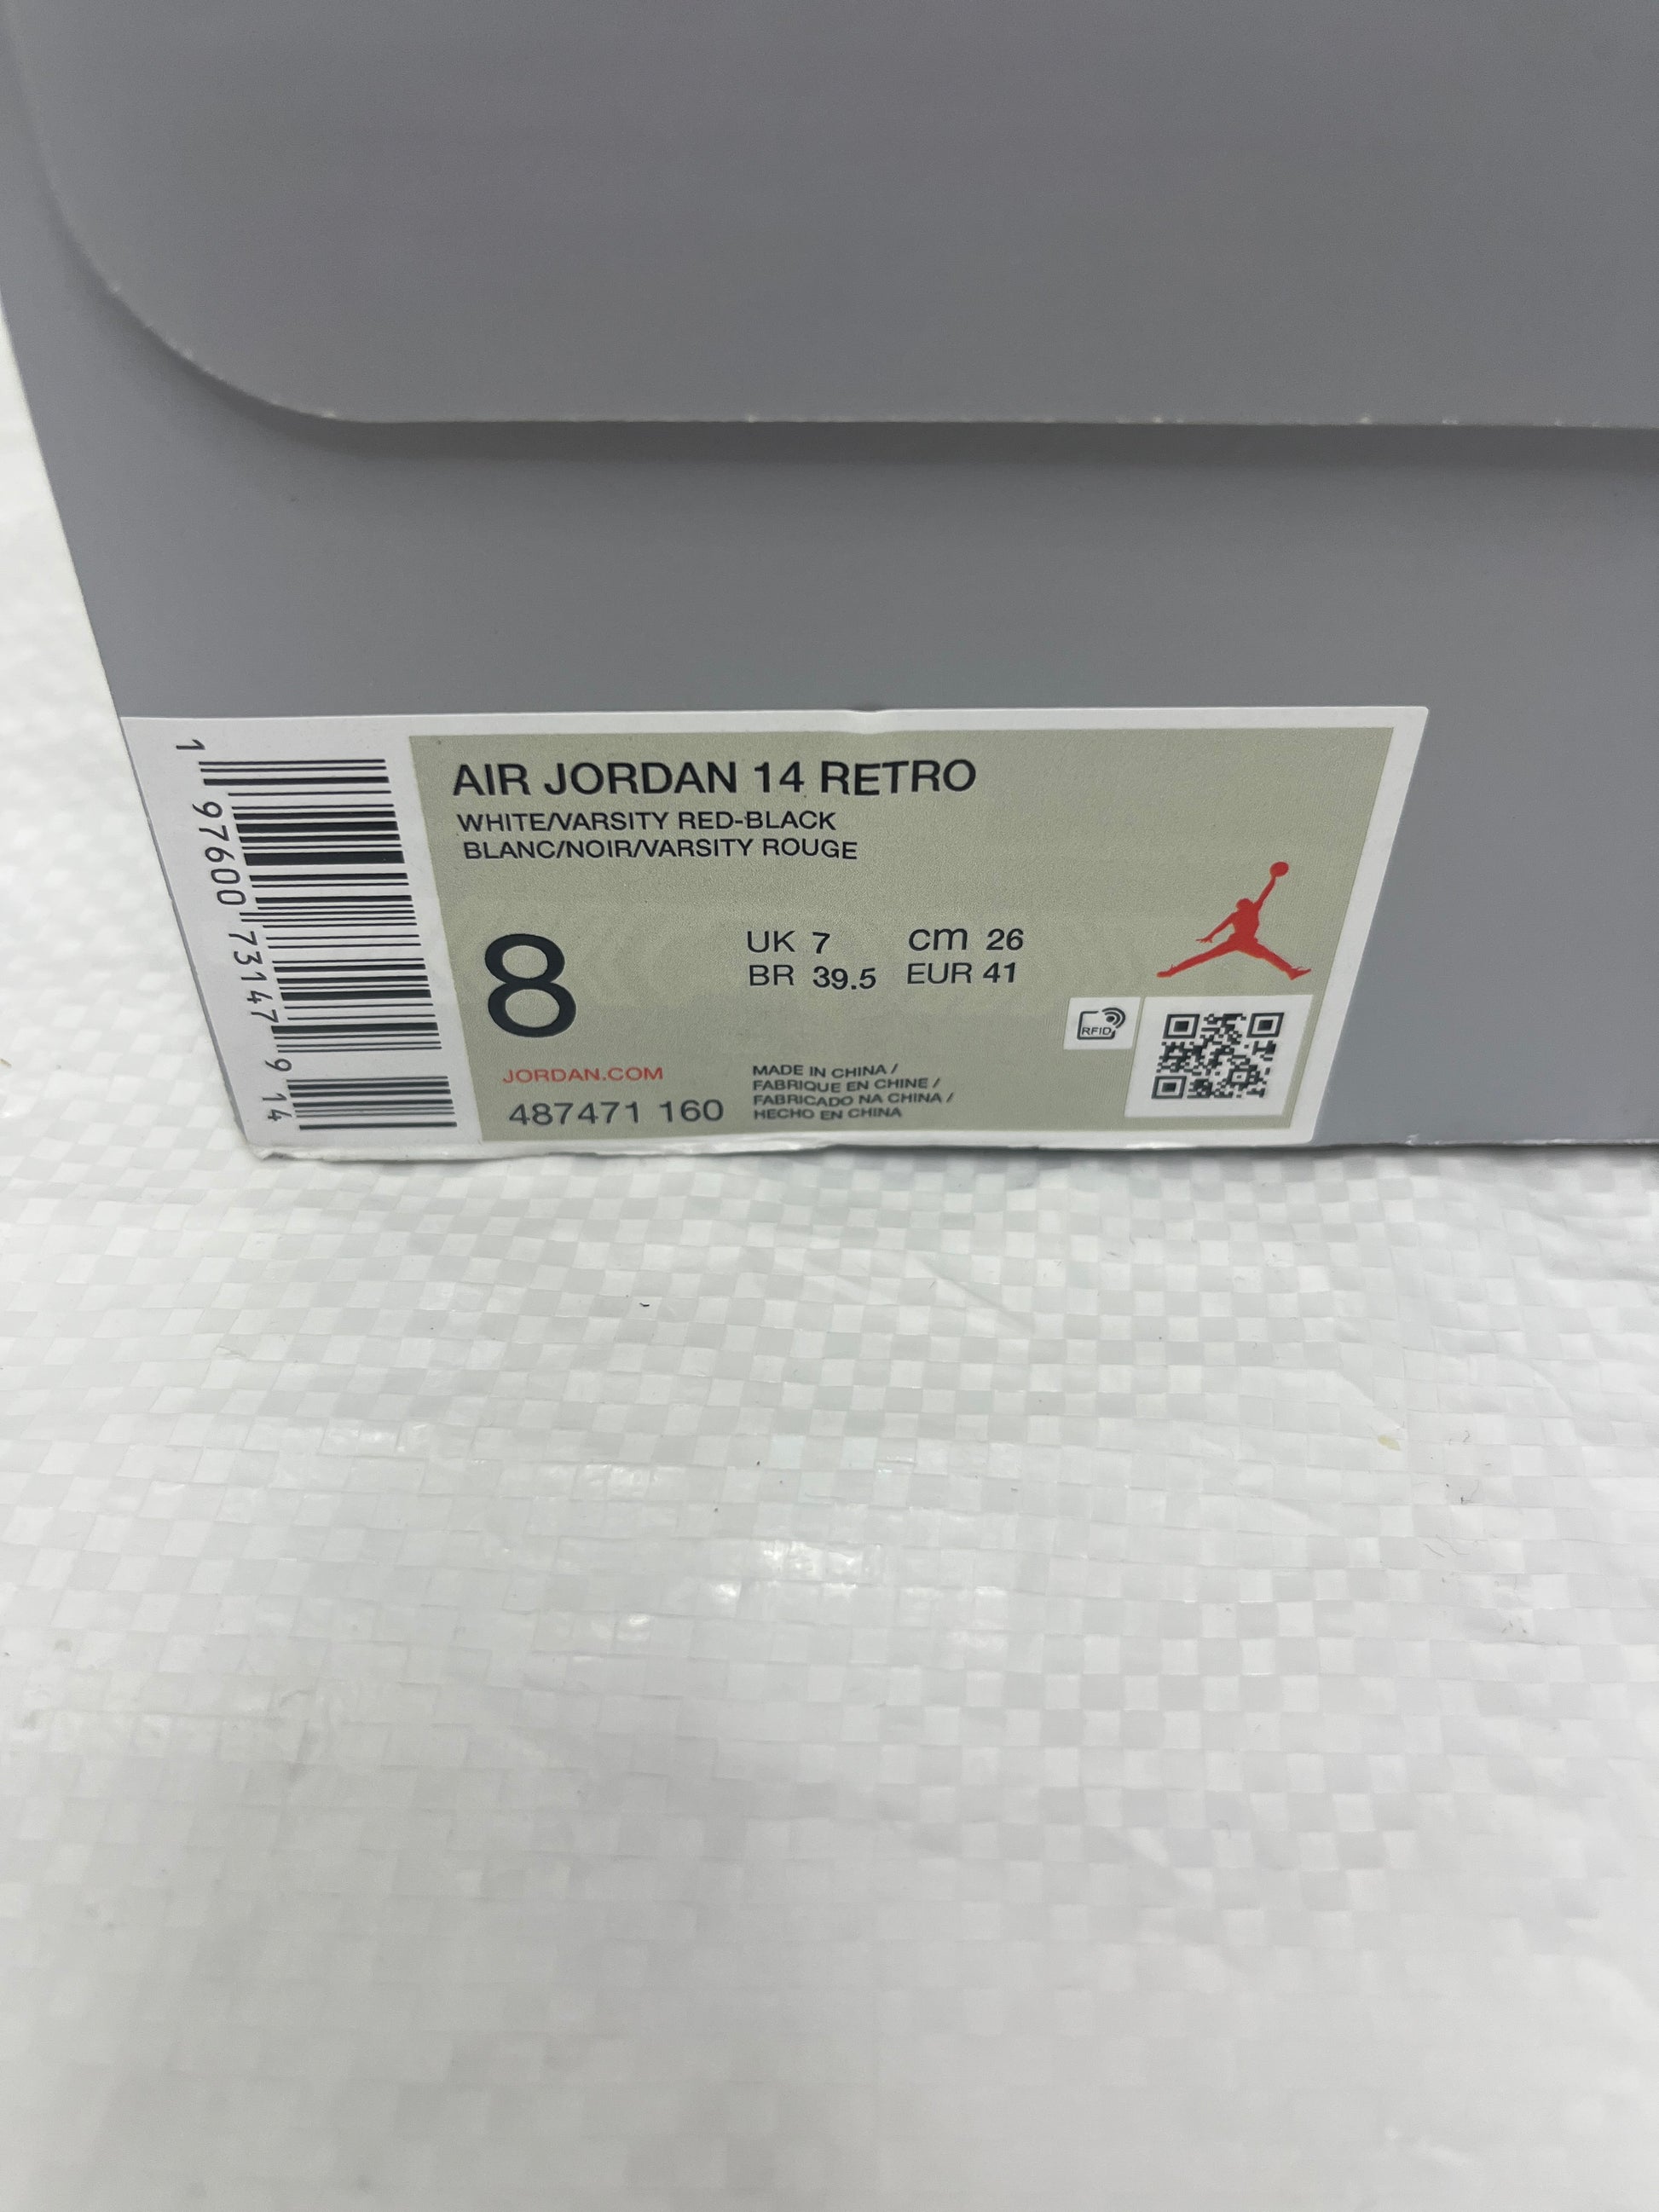 AIR JORDAN 14 RETRO
WHITE/VARSITY RED-BLACK
BLANC/NOIR/VARSITY ROUGE
8
UK 7 cm 26
BR 39.5 EUR 41
RFID
JORDAN.COM
487471 160
MADE IN CHINA /
FABRIQUE EN CHINE /
FABRICADO NA CHINA /
HECHO EN CHINA
1 97600 73147 9 14